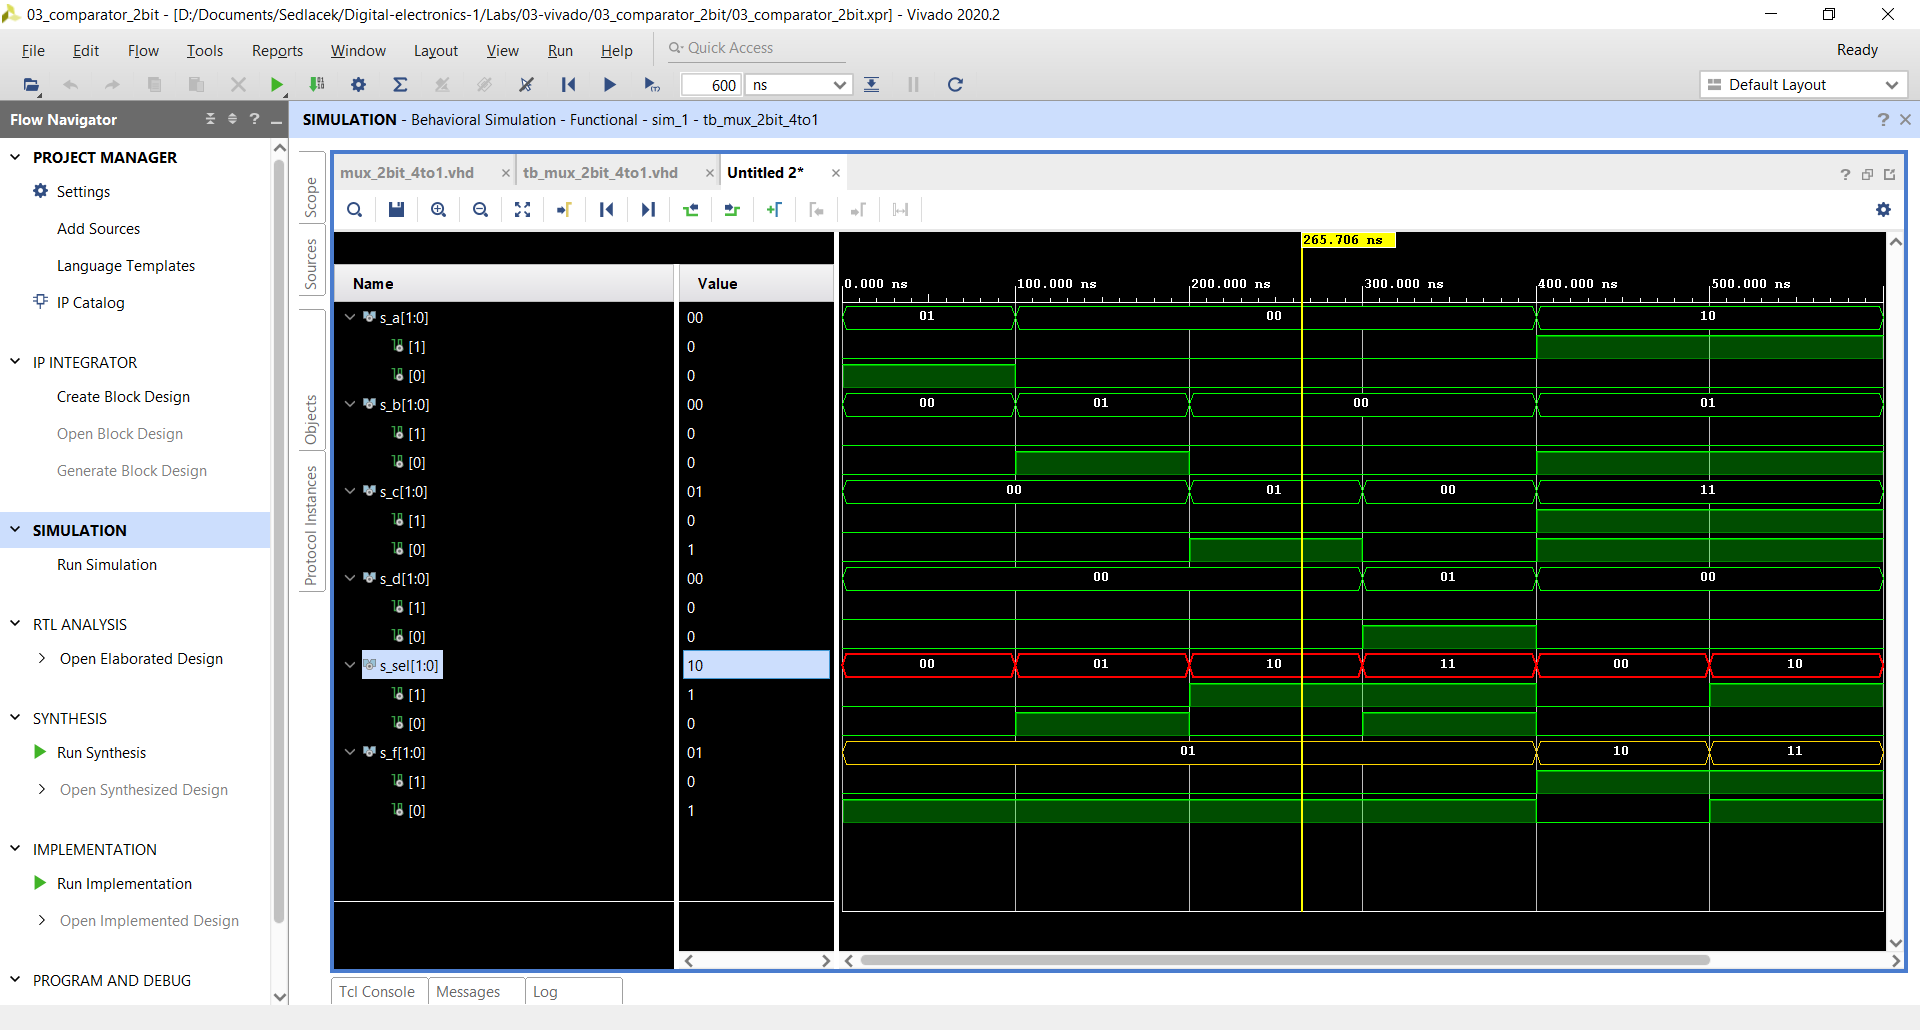 03_comparator_2bit - [D:/Documents/Sedlacek/Digital-electronics-1/Labs/03-vivado/03_comparator_2bit/03_comparator_2bit.xpr] - Vivado 2020.2
File Edit Flow Tools Reports Window Layout View Run Help Quick Access Ready
600 ns Default Layout
Flow Navigator
PROJECT MANAGER
Settings
Add Sources
Language Templates
IP Catalog
IP INTEGRATOR
Create Block Design
Open Block Design
Generate Block Design
SIMULATION
Run Simulation
RTL ANALYSIS
Open Elaborated Design
SYNTHESIS
Run Synthesis
Open Synthesized Design
IMPLEMENTATION
Run Implementation
Open Implemented Design
PROGRAM AND DEBUG
SIMULATION - Behavioral Simulation - Functional - sim_1 - tb_mux_2bit_4to1
Scope
Sources
Objects
Protocol Instances
mux_2bit_4to1.vhd tb_mux_2bit_4to1.vhd Untitled 2*
265.706 ns
Name Value 0.000 ns 100.000 ns 200.000 ns 300.000 ns 400.000 ns 500.000 ns
s_a[1:0] 00 01 00 10
[1] 0
[0] 0
s_b[1:0] 00 00 01 00 01
[1] 0
[0] 0
s_c[1:0] 01 00 01 00 11
[1] 0
[0] 1
s_d[1:0] 00 00 01 00
[1] 0
[0] 0
s_sel[1:0] 10 00 01 10 11 00 10
[1] 1
[0] 0
s_f[1:0] 01 01 10 11
[1] 0
[0] 1
Tcl Console Messages Log